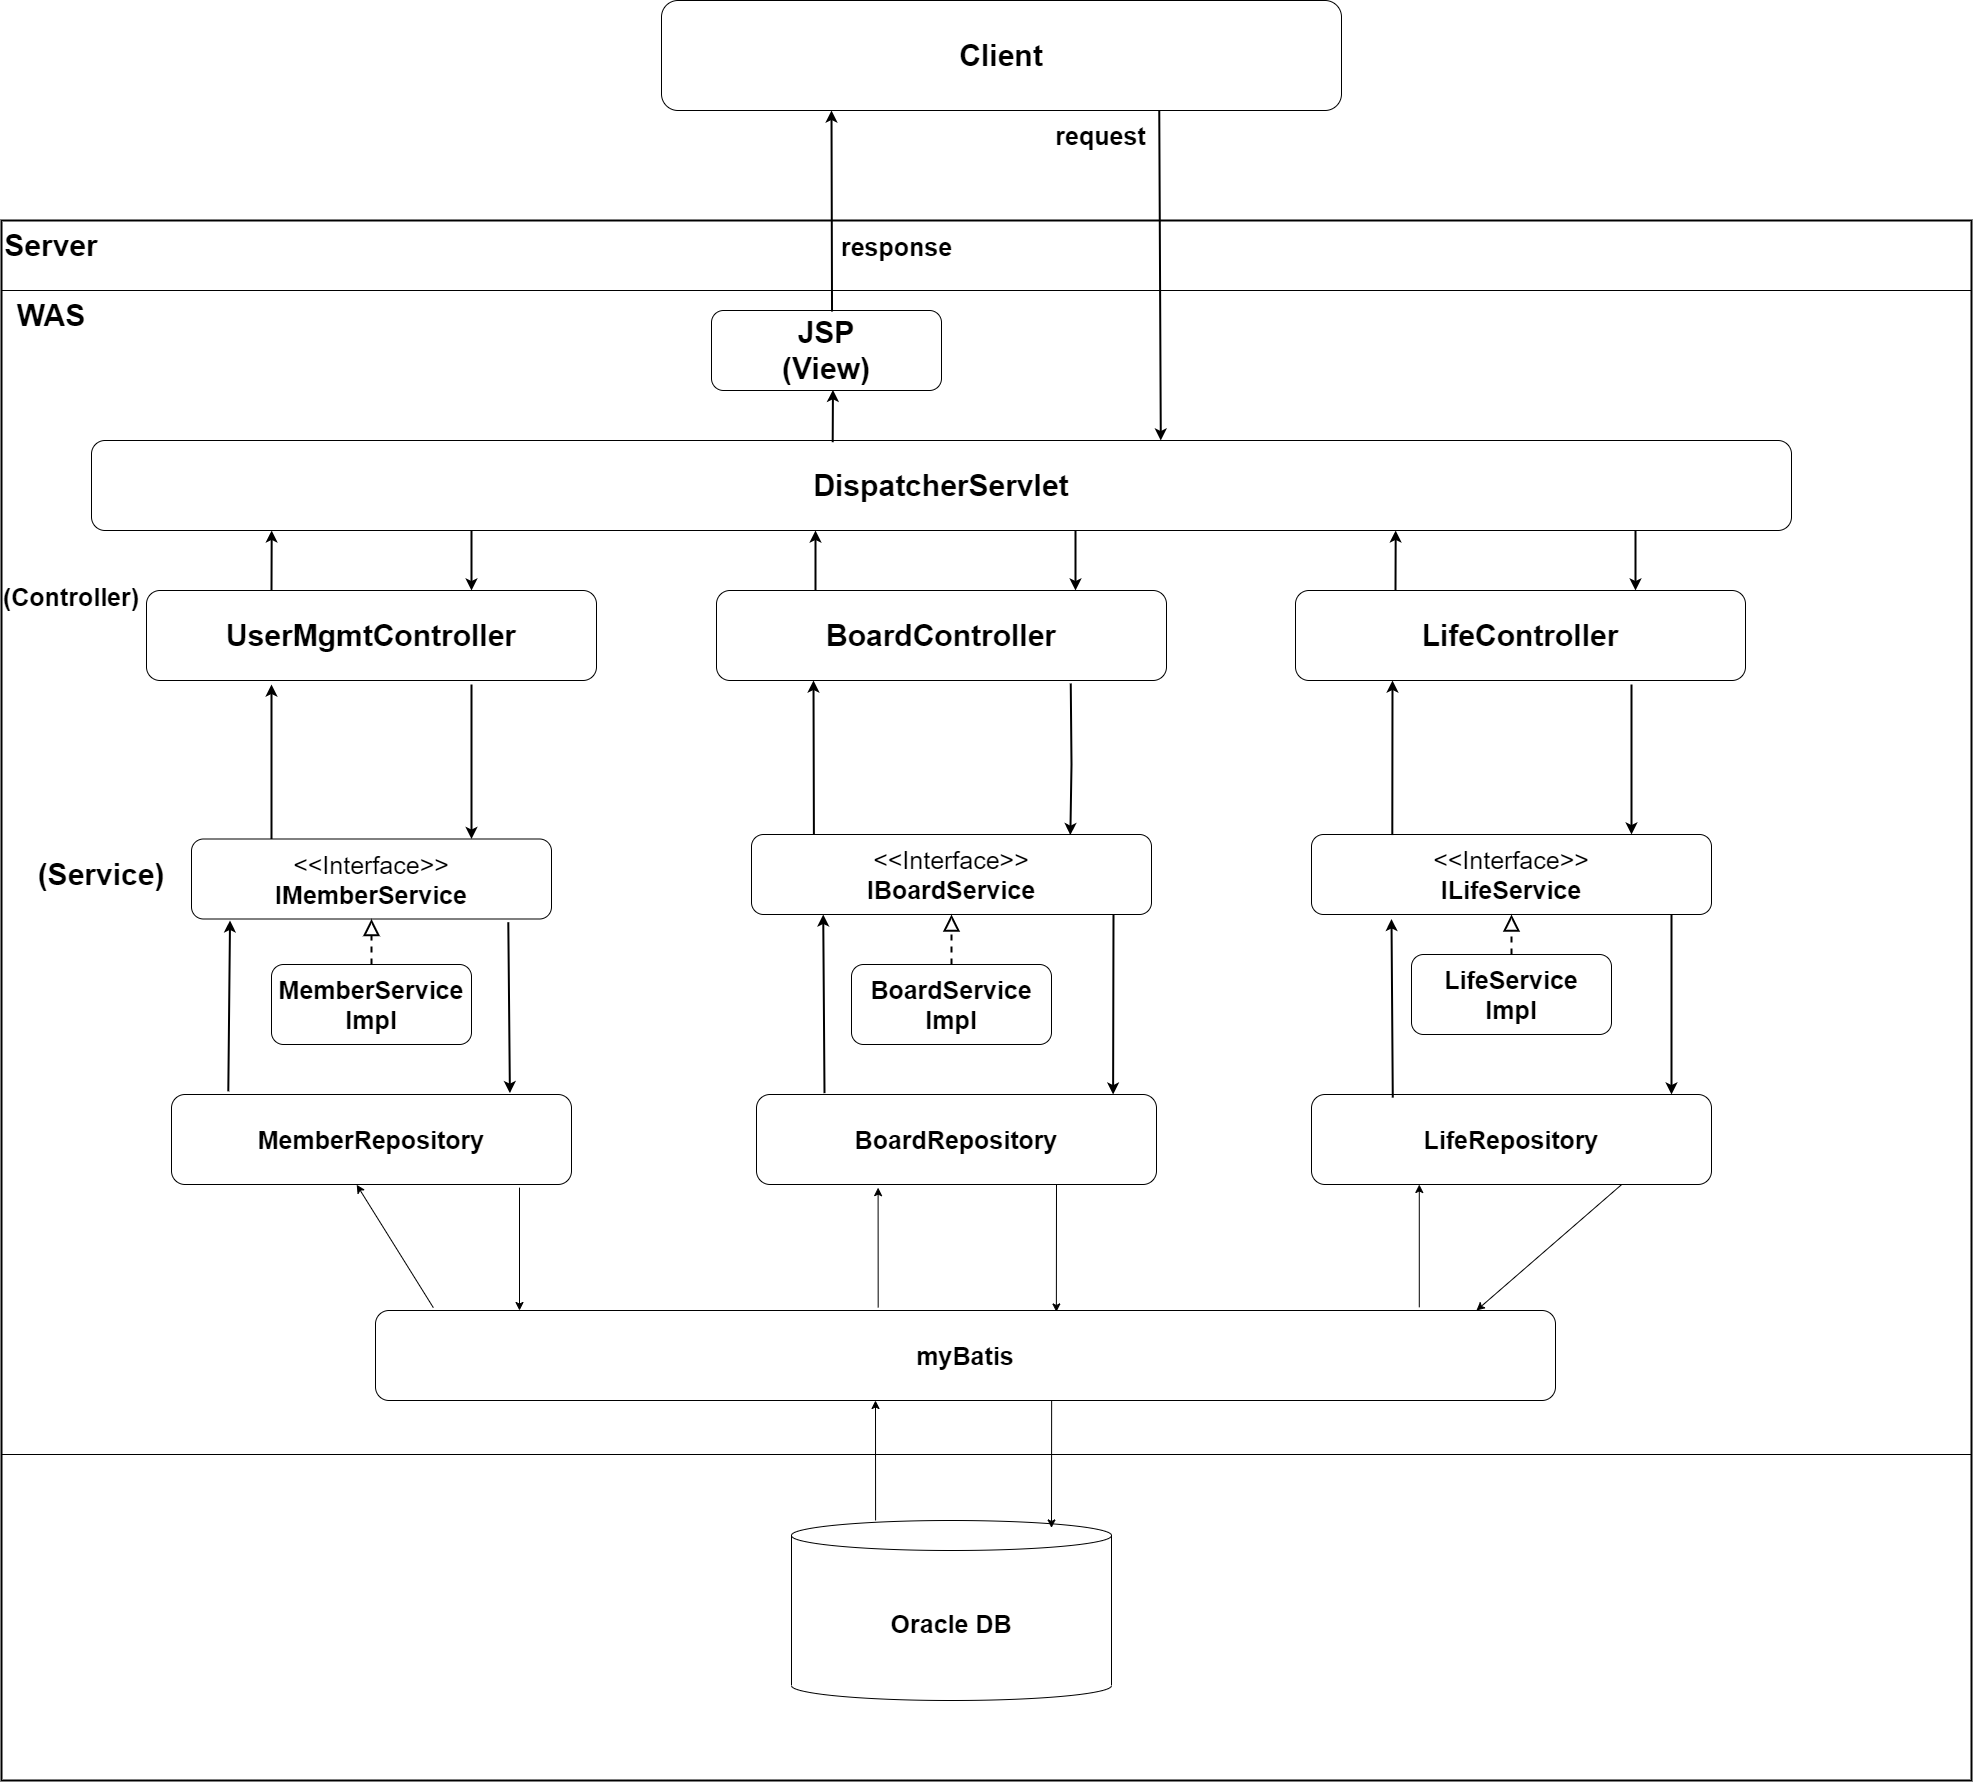 Client
request
Server
response
WAS
JSP
(View)
DispatcherServlet
(Controller)
UserMgmtController
BoardController
LifeController
(Service)
<<Interface>>
IMemberService
<<Interface>>
IBoardService
<<Interface>>
ILifeService
MemberService
Impl
BoardService
Impl
LifeService
Impl
MemberRepository
BoardRepository
LifeRepository
myBatis
Oracle DB